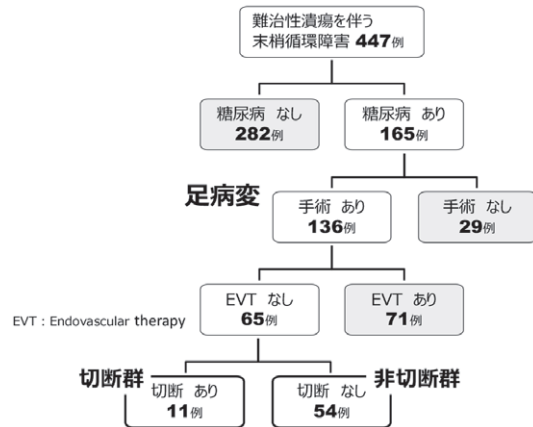 難治性潰瘍を伴う
末梢循環障害 447例
糖尿病 なし
282例
糖尿病 あり
165例
足病変
手術 あり
136例
手術 なし
29例
EVT : Endovascular therapy
EVT なし
65例
EVT あり
71例
切断群
切断 あり
11例
切断 なし
54例
非切断群